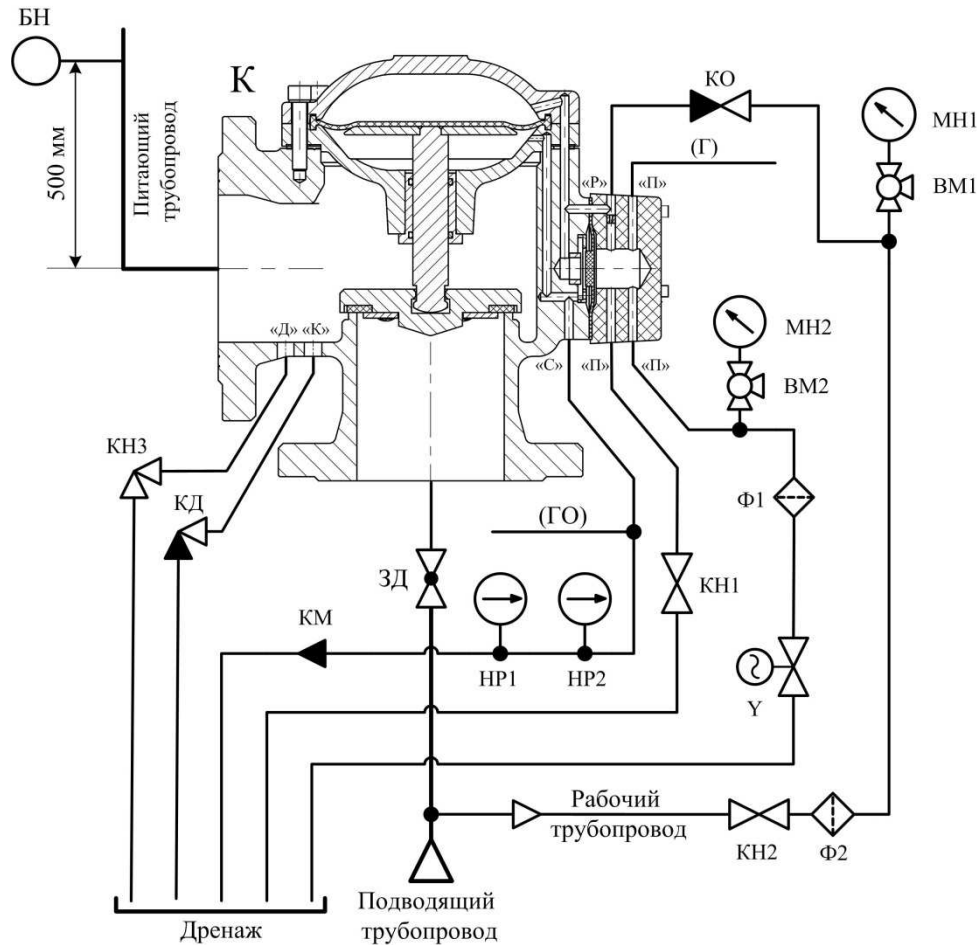 БН
К
500 мм
Питающий
трубопровод
КО
МН1
(Г)
ВМ1
«Р»
«П»
МН2
«Д»
«К»
«С»
«П»
«П»
ВМ2
КН3
КД
Ф1
(ГО)
ЗД
КН1
КМ
НР1
НР2
Y
Рабочий
трубопровод
КН2
Ф2
Подводящий
трубопровод
Дренаж